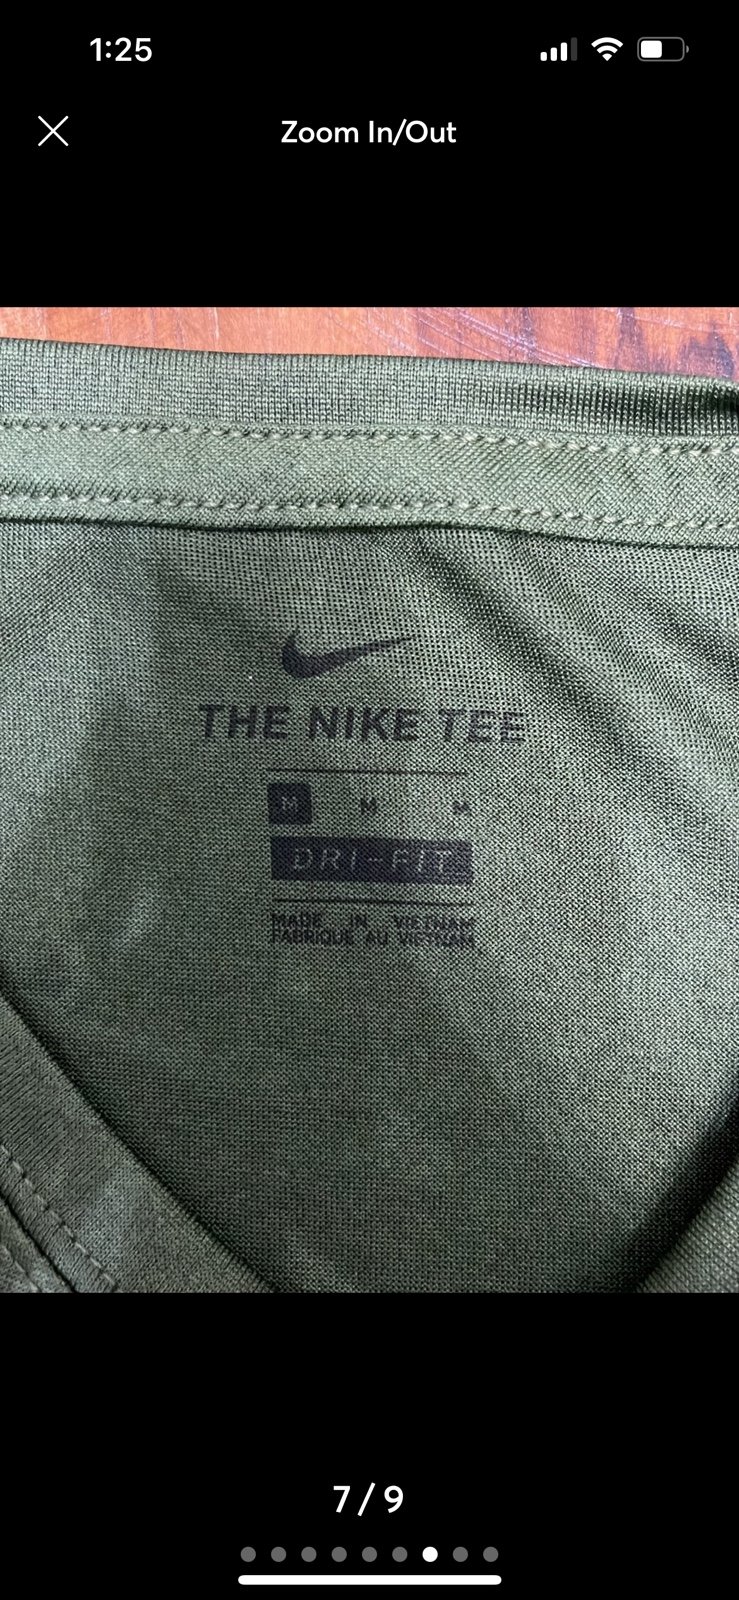 1:25
Zoom In/Out
THE NIKE TEE
M M M
DRI-FIT
MADE IN VIETNAM
FABRIQUE AU VIETNAM
7/9